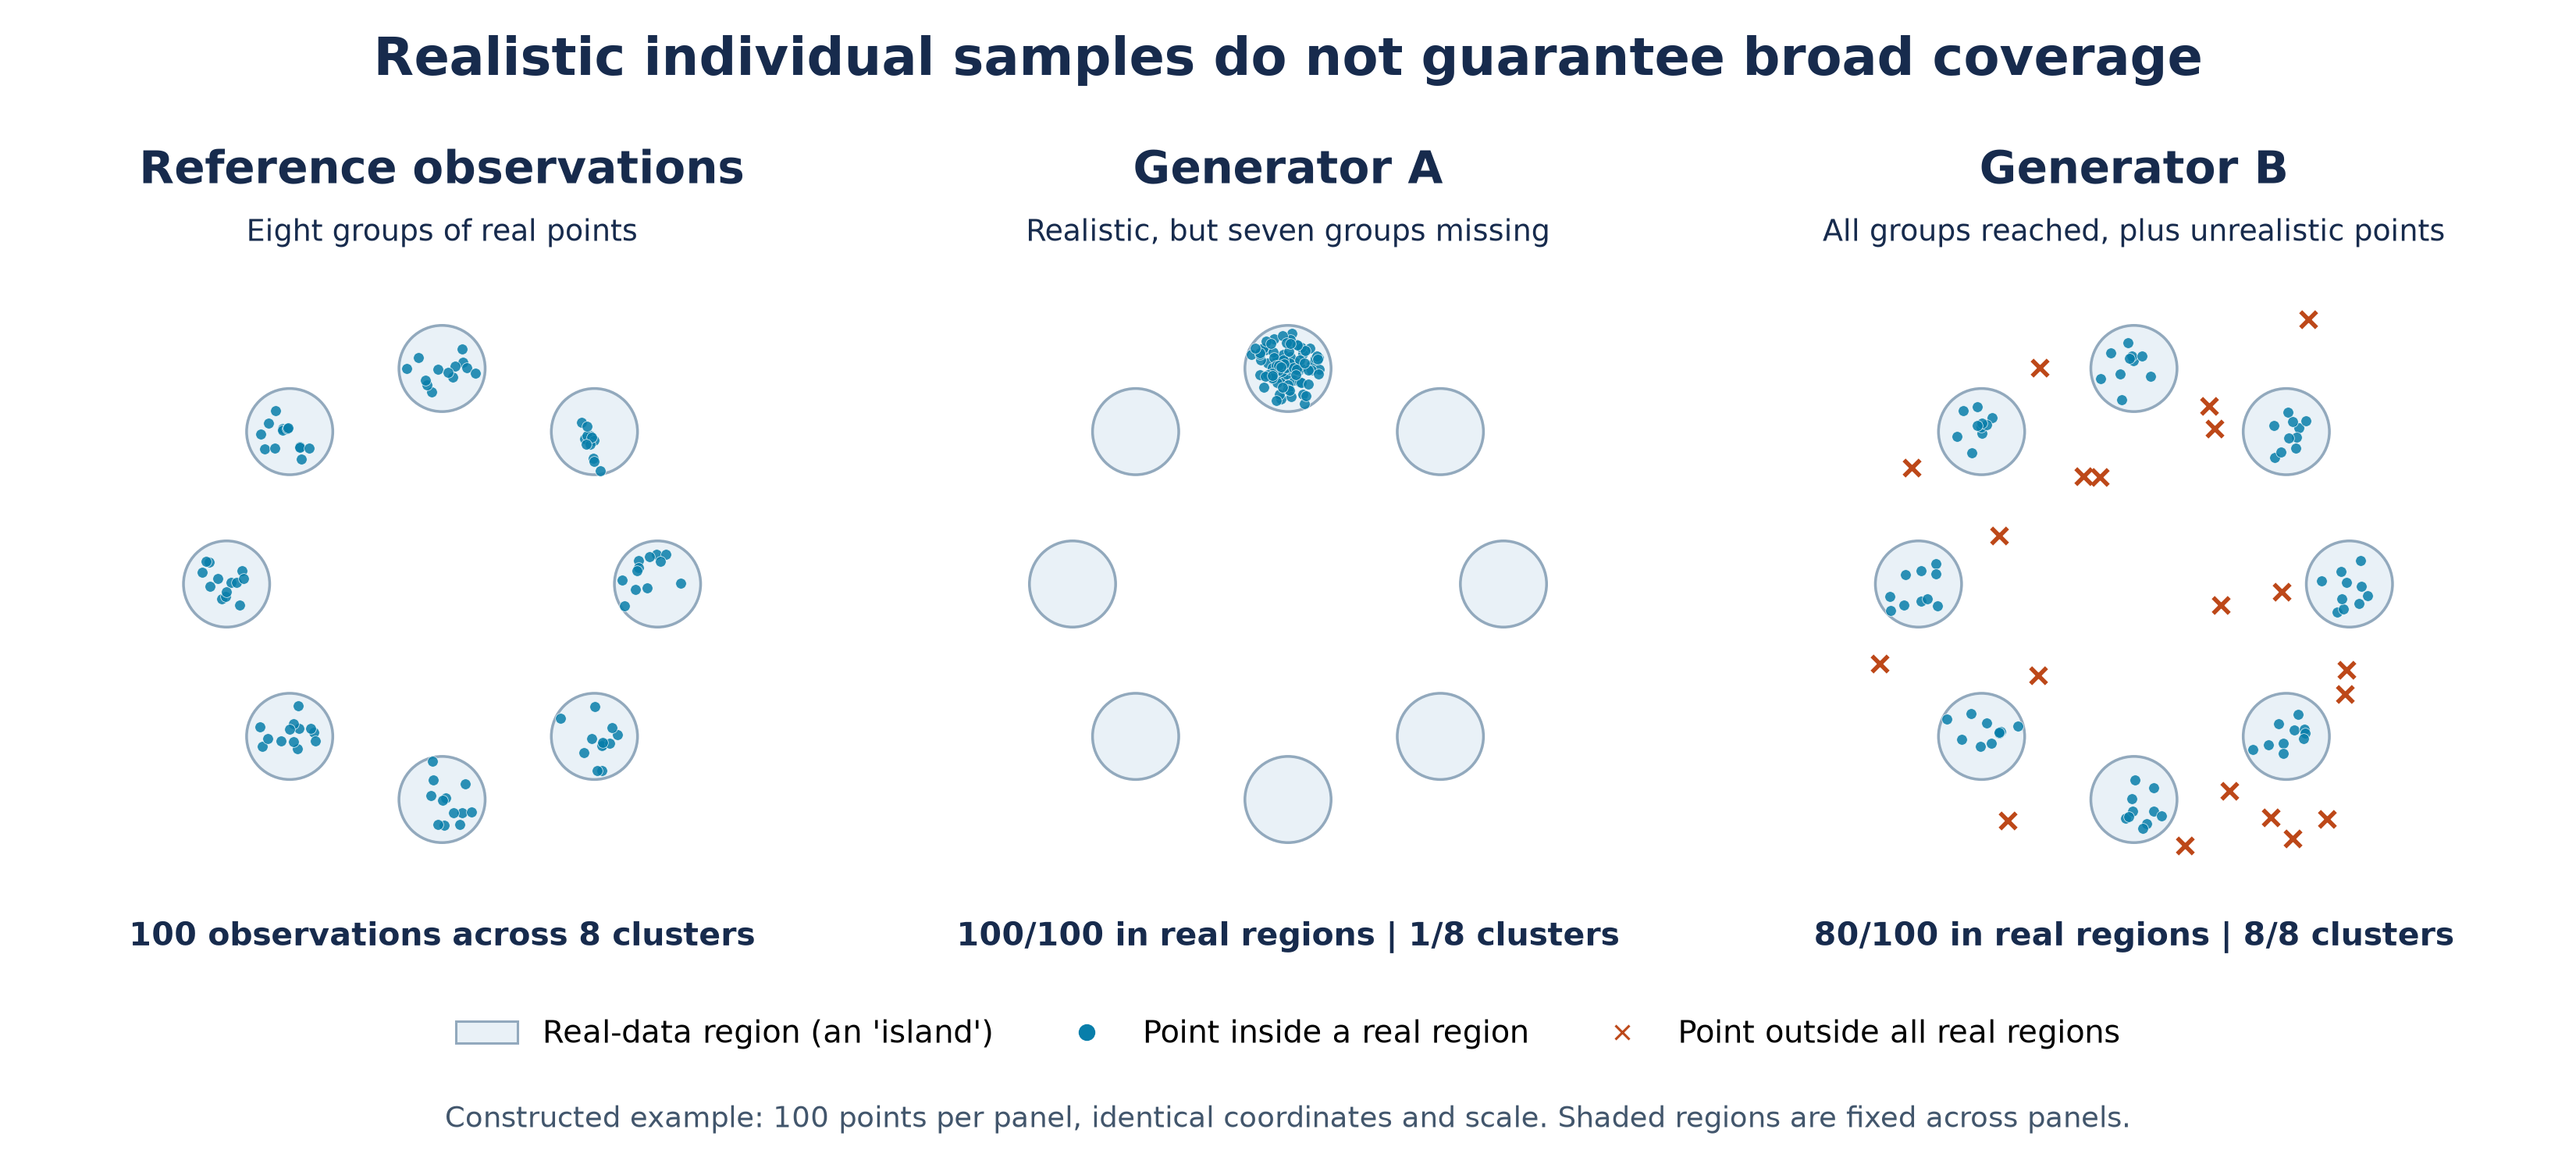 Realistic individual samples do not guarantee broad coverage
Reference observations
Eight groups of real points
Generator A
Realistic, but seven groups missing
Generator B
All groups reached, plus unrealistic points
100 observations across 8 clusters
100/100 in real regions | 1/8 clusters
80/100 in real regions | 8/8 clusters
Real-data region (an 'island')
Point inside a real region
Point outside all real regions
Constructed example: 100 points per panel, identical coordinates and scale. Shaded regions are fixed across panels.